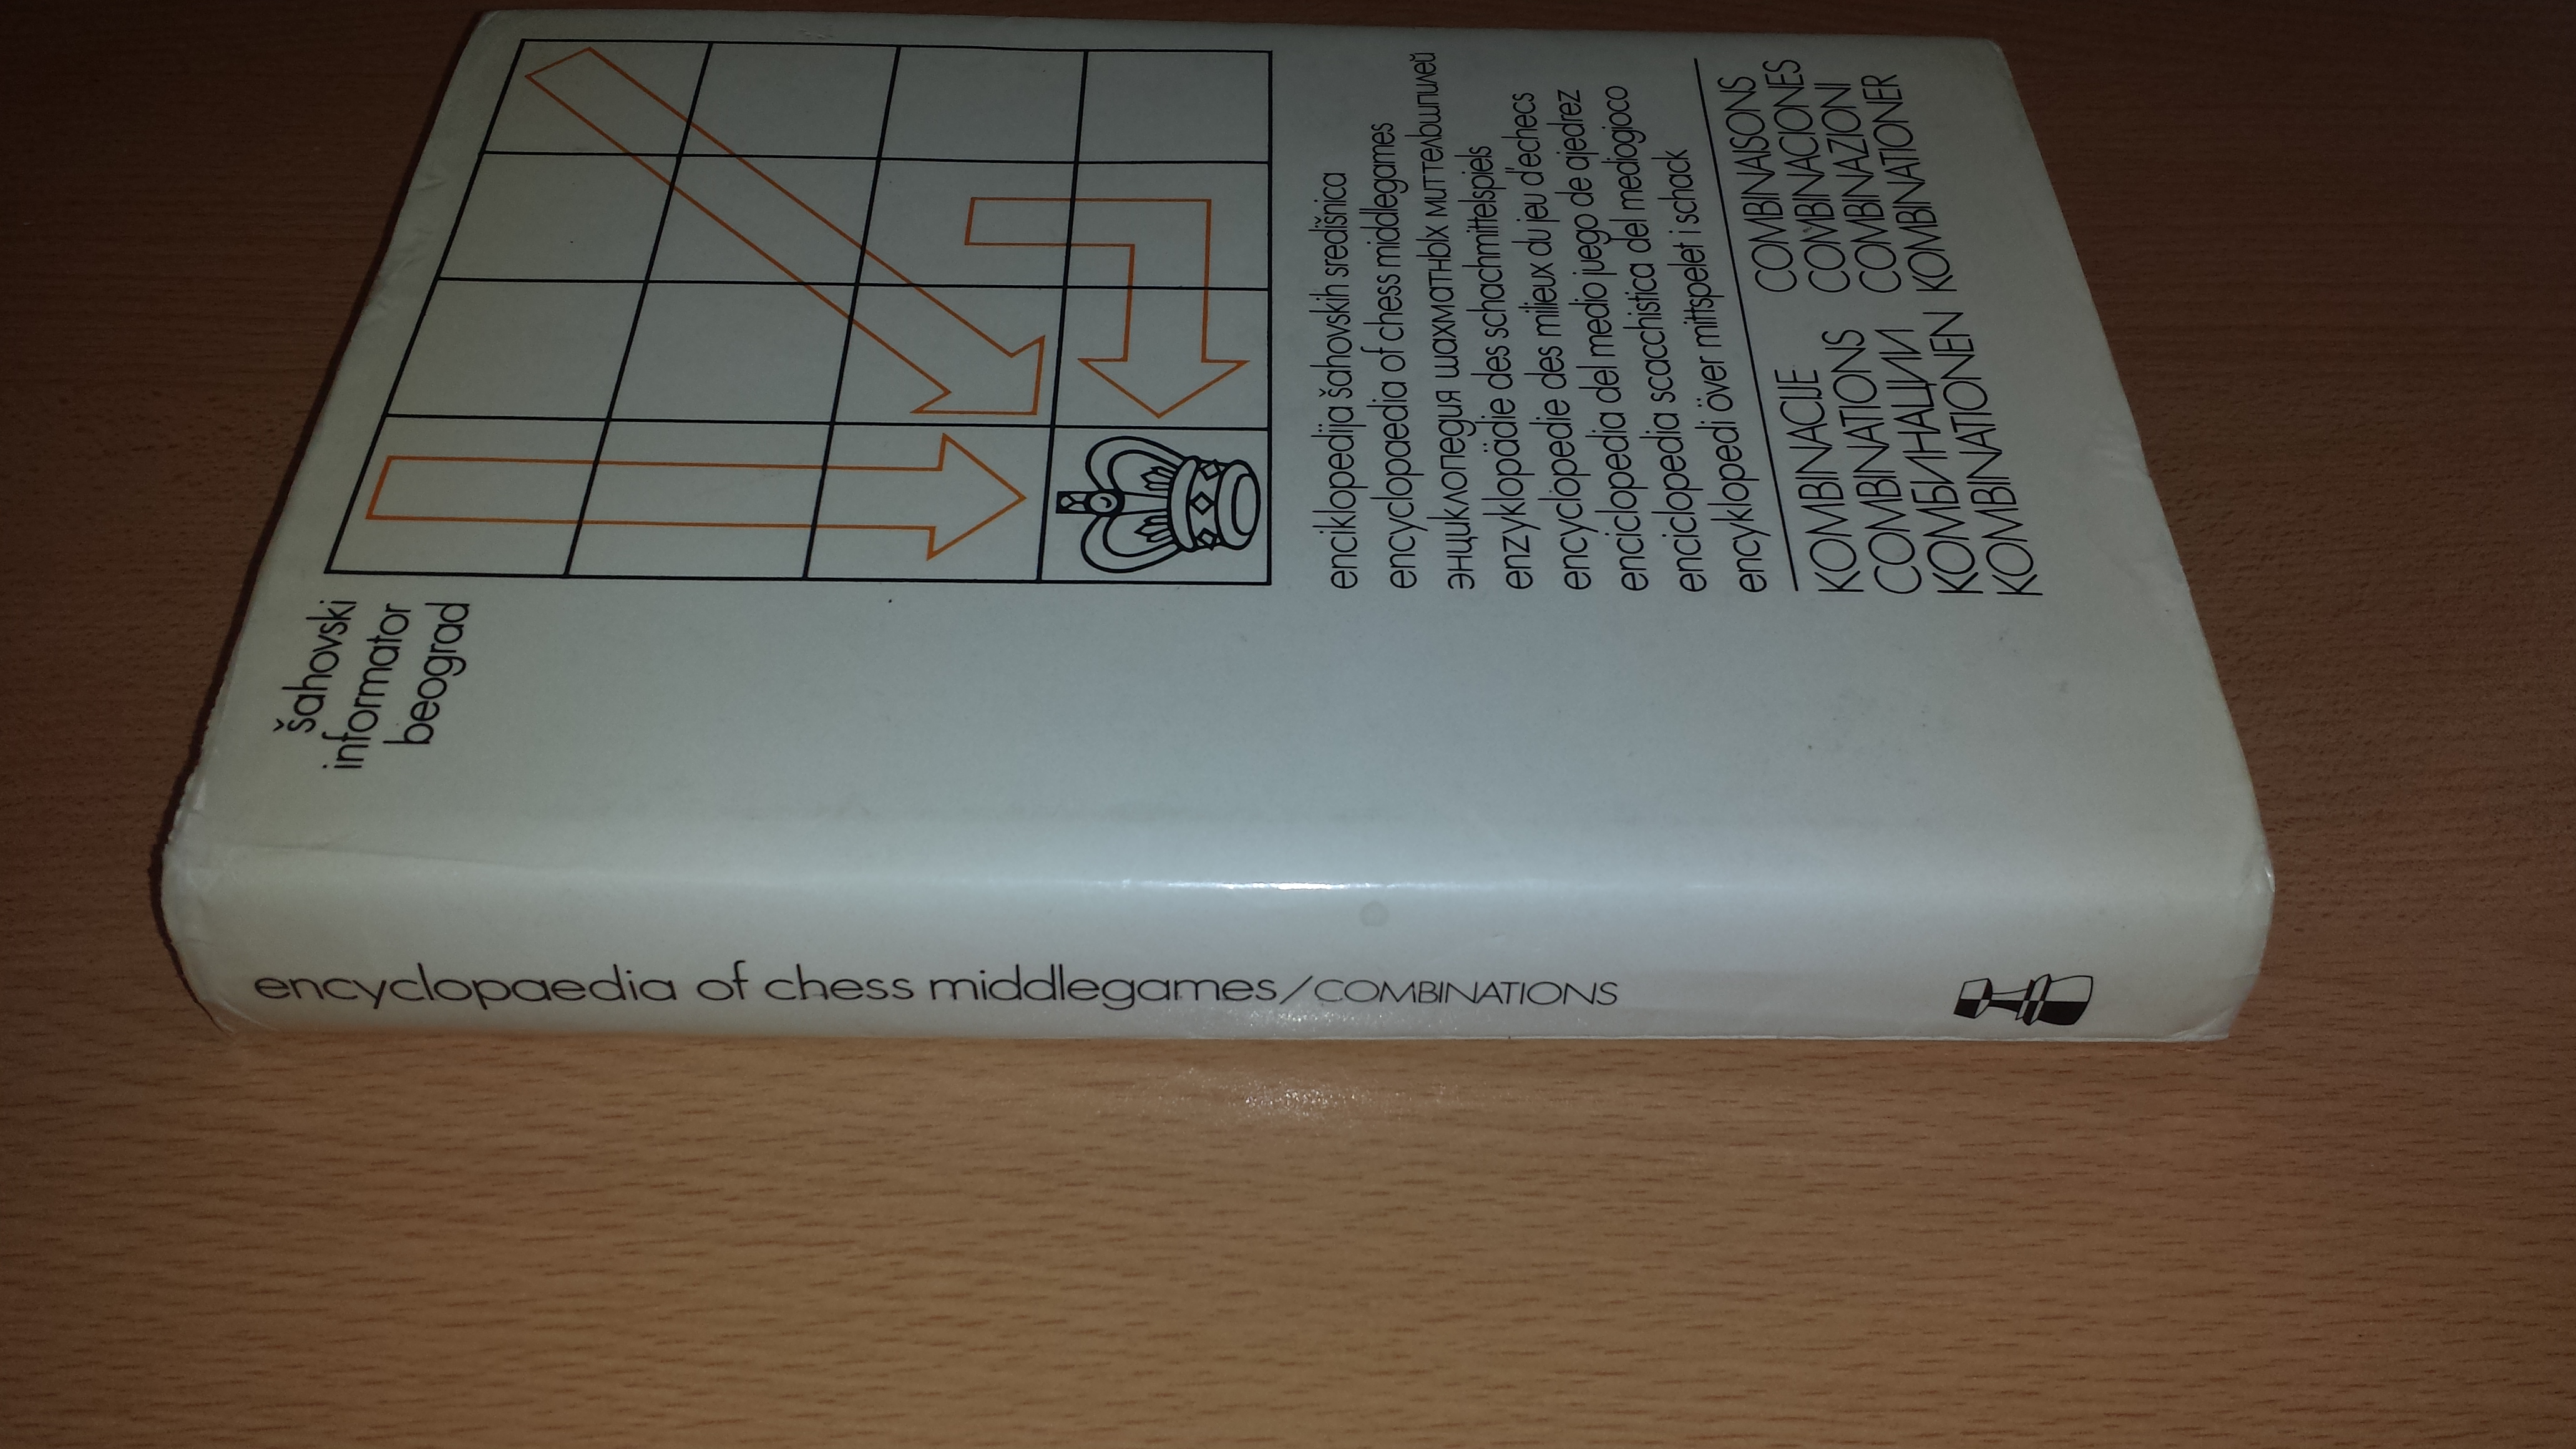 šahovski
informator
beograd
enciklopedija šahovskih središnica
encyclopaedia of chess middlegames
энциклопедия шахматных миттельшпилей
enzyklopädie des schachmittelspiels
encyclopedie des milieux du jeu d'echecs
enciclopedia del medio juego de ajedrez
enciclopedia scacchistica del mediogioco
encyklopedi över mittspelet i schack
KOMBINACIJE COMBINAISONS
COMBINATIONS COMBINACIONES
КОМБИНАЦИИ COMBINAZIONI
KOMBINATIONEN KOMBINATIONER
encyclopaedia of chess middlegames/COMBINATIONS